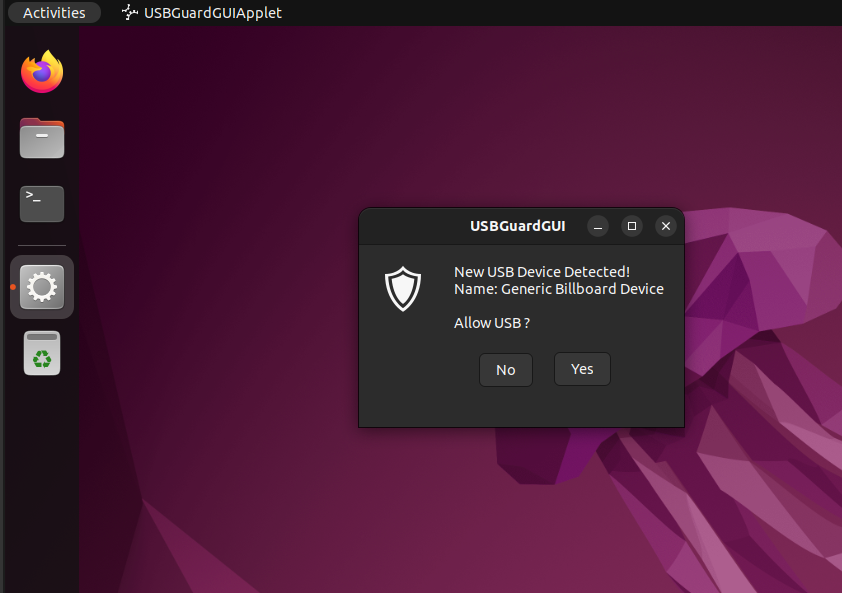 Activities
USBGuardGUIApplet
>_
USBGuardGUI
New USB Device Detected!
Name: Generic Billboard Device
Allow USB ?
No
Yes